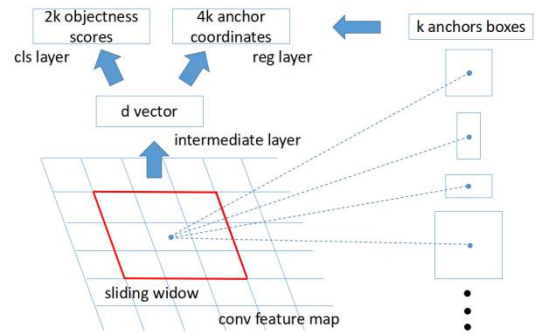 2k objectness
scores
4k anchor
coordinates
k anchors boxes
cls layer
reg layer
d vector
intermediate layer
sliding widow
conv feature map